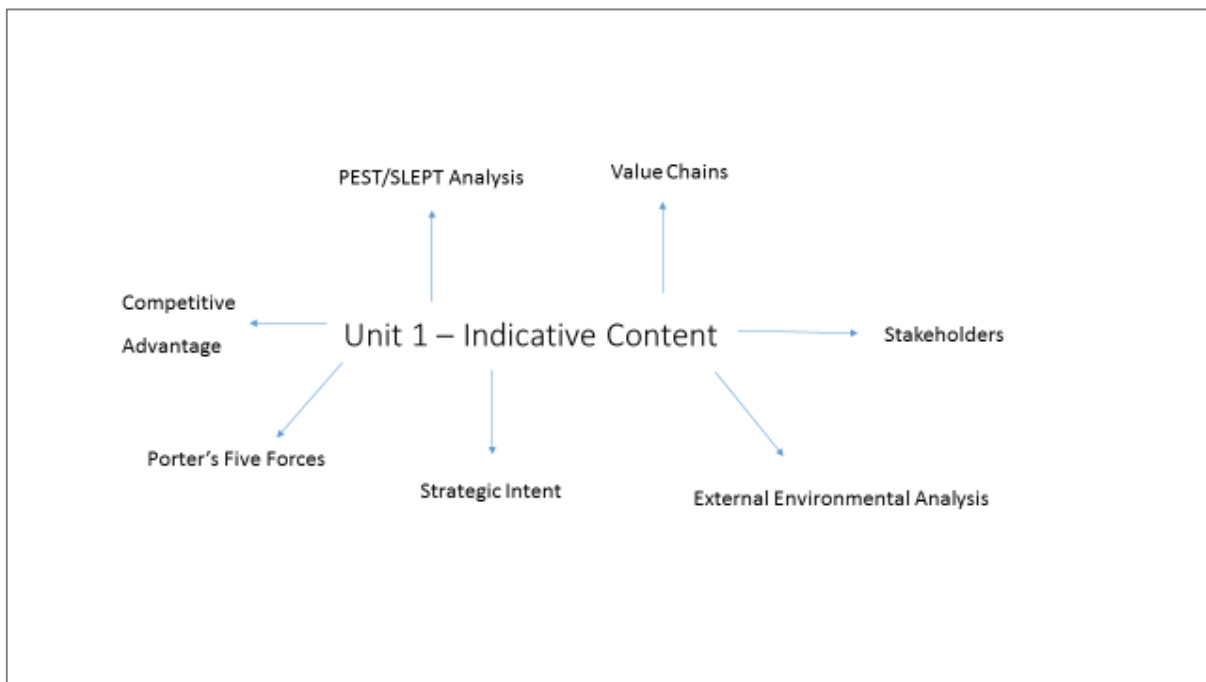 Value Chains
PEST/SLEPT Analysis
Competitive
Advantage
Unit 1 – Indicative Content
Stakeholders
Porter’s Five Forces
Strategic Intent
External Environmental Analysis